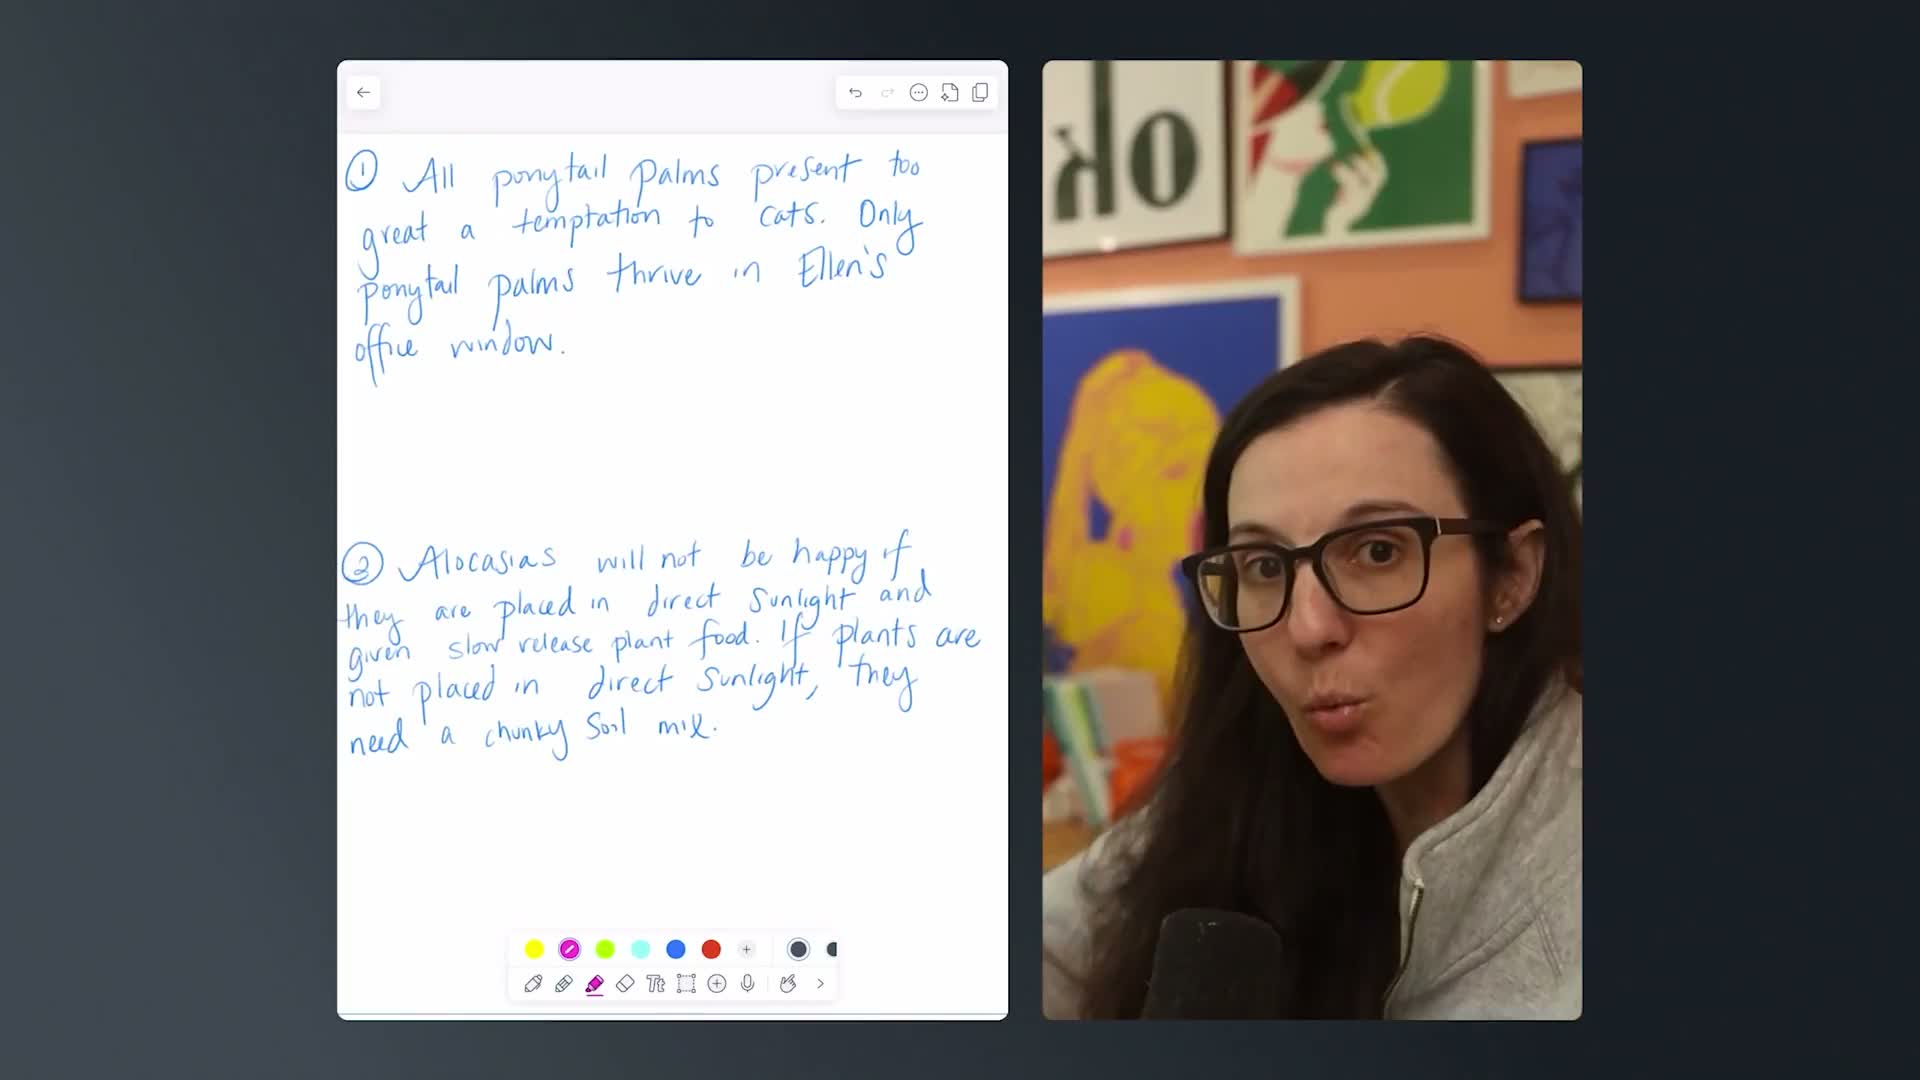 ① All ponytail palms present too
great a temptation to cats. Only
ponytail palms thrive in Ellen's
office window.
② Alocasias will not be happy if
they are placed in direct sunlight and
given slow release plant food. If plants are
not placed in direct sunlight, they
need a chunky soil mix.
Tt
ok